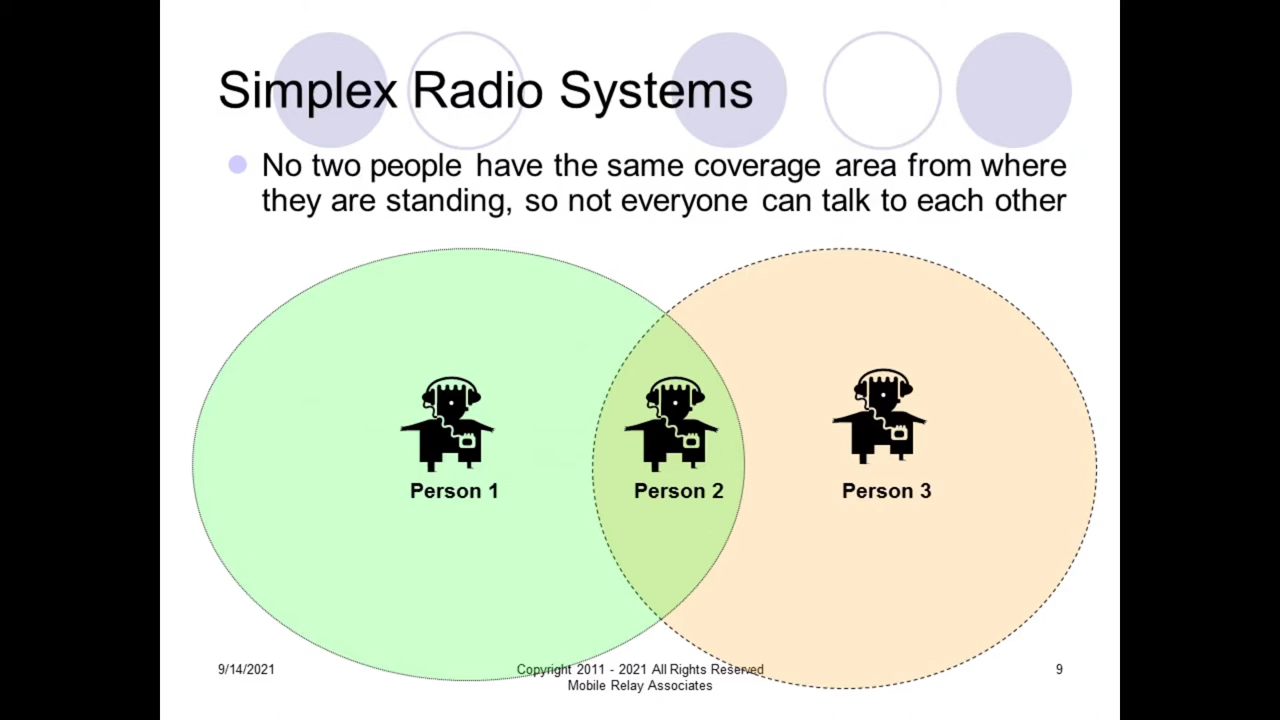 Simplex Radio Systems
No two people have the same coverage area from where
they are standing, so not everyone can talk to each other
Person 1
Person 2
Person 3
9/14/2021
Copyright 2011 - 2021 All Rights Reserved
Mobile Relay Associates
9